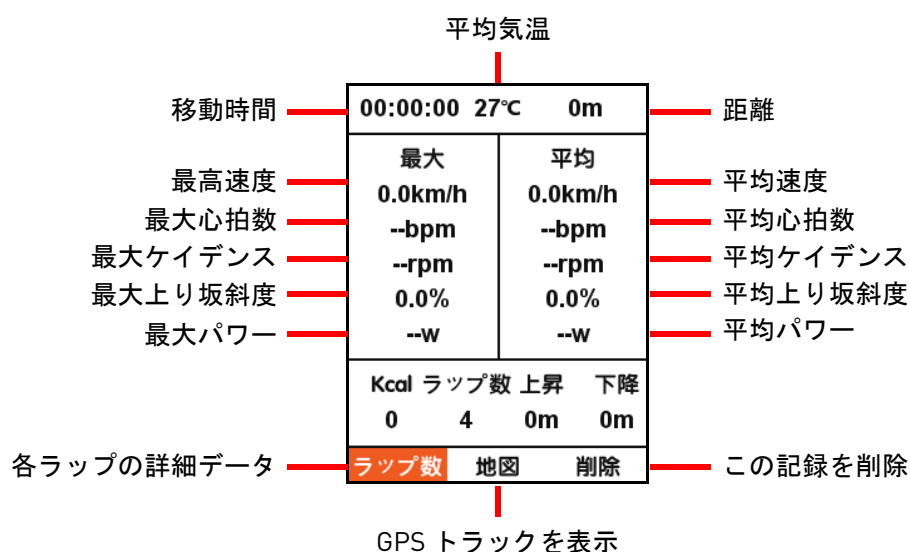 平均気温
移動時間 00:00:00 27℃ 0m 距離
最大 平均
最高速度 0.0km/h 0.0km/h 平均速度
最大心拍数 --bpm --bpm 平均心拍数
最大ケイデンス --rpm --rpm 平均ケイデンス
最大上り坂斜度 0.0% 0.0% 平均上り坂斜度
最大パワー --w --w 平均パワー
Kcal ラップ数 上昇 下降
0 4 0m 0m
各ラップの詳細データ ラップ数 地図 削除 この記録を削除
GPS トラックを表示